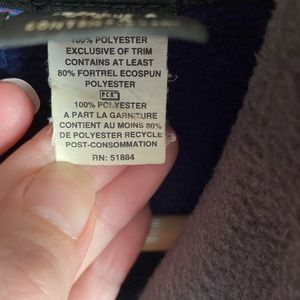 100% POLYESTER
EXCLUSIVE OF TRIM
CONTAINS AT LEAST
80% FORTREL ECOSPUN
POLYESTER
100% POLYESTER
A PART LA GARNITURE
CONTIENT AU MOINS 80%
DE POLYESTER RECYCLE
POST-CONSOMMATION
RN: 51884